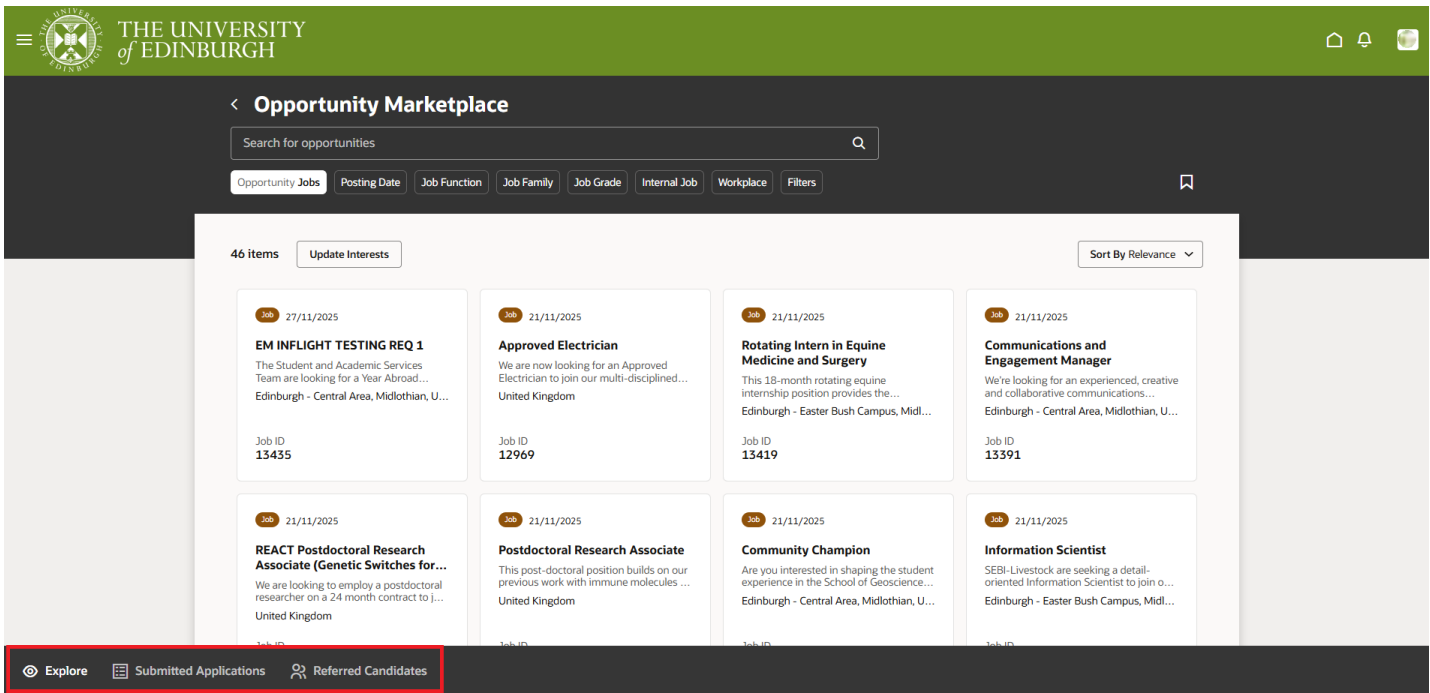 THE UNIVERSITY
of EDINBURGH
Opportunity Marketplace
Search for opportunities
Opportunity Jobs Posting Date Job Function Job Family Job Grade Internal Job Workplace Filters
46 items Update Interests Sort By Relevance
Job 27/11/2025
EM INFLIGHT TESTING REQ 1
The Student and Academic Services
Team are looking for a Year Abroad...
Edinburgh - Central Area, Midlothian, U...
Job ID
13435
Job 21/11/2025
Approved Electrician
We are now looking for an Approved
Electrician to join our multi-disciplined...
United Kingdom
Job ID
12969
Job 21/11/2025
Rotating Intern in Equine
Medicine and Surgery
This 18-month rotating equine
internship position provides the...
Edinburgh - Easter Bush Campus, Midl...
Job ID
13419
Job 21/11/2025
Communications and
Engagement Manager
We're looking for an experienced, creative
and collaborative communications...
Edinburgh - Central Area, Midlothian, U...
Job ID
13391
Job 21/11/2025
REACT Postdoctoral Research
Associate (Genetic Switches for...
We are looking to employ a postdoctoral
researcher on a 24 month contract to j...
United Kingdom
Job ID
Job 21/11/2025
Postdoctoral Research Associate
This post-doctoral position builds on our
previous work with immune molecules ...
United Kingdom
Job ID
Job 21/11/2025
Community Champion
Are you interested in shaping the student
experience in the School of Geoscience...
Edinburgh - Central Area, Midlothian, U...
Job ID
Job 21/11/2025
Information Scientist
SEBI-Livestock are seeking a detail-
oriented Information Scientist to join o...
Edinburgh - Easter Bush Campus, Midl...
Job ID
Explore Submitted Applications Referred Candidates